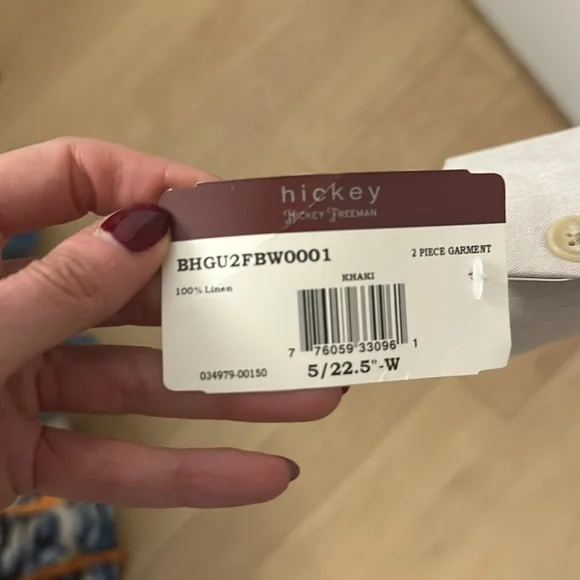 hickey
HICKEY FREEMAN
BHGU2FBW0001
2 PIECE GARMENT
100% Linen
KHAKI
7 76059 33096 1
034979-00150
5/22.5"-W